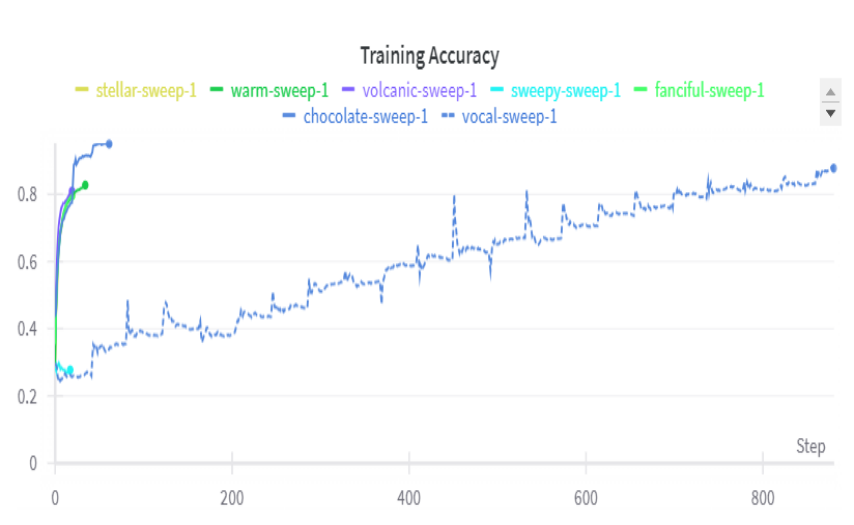 Training Accuracy
stellar-sweep-1 warm-sweep-1 volcanic-sweep-1 sweepy-sweep-1 fanciful-sweep-1
chocolate-sweep-1 vocal-sweep-1
0.8
0.6
0.4
0.2
Step
0
0 200 400 600 800